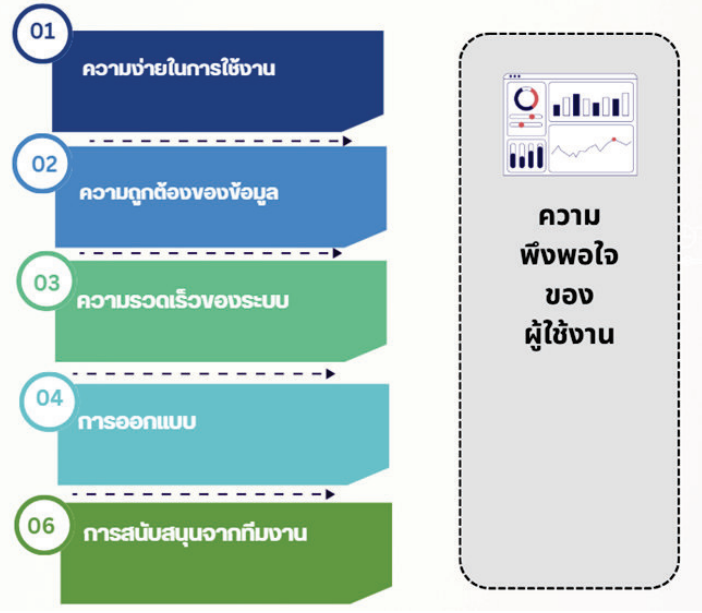 01
ความง่ายในการใช้งาน
02
ความถูกต้องของข้อมูล
03
ความรวดเร็วของระบบ
04
การออกแบบ
06
การสนับสนุนจากทีมงาน
ความ
พึงพอใจ
ของ
ผู้ใช้งาน